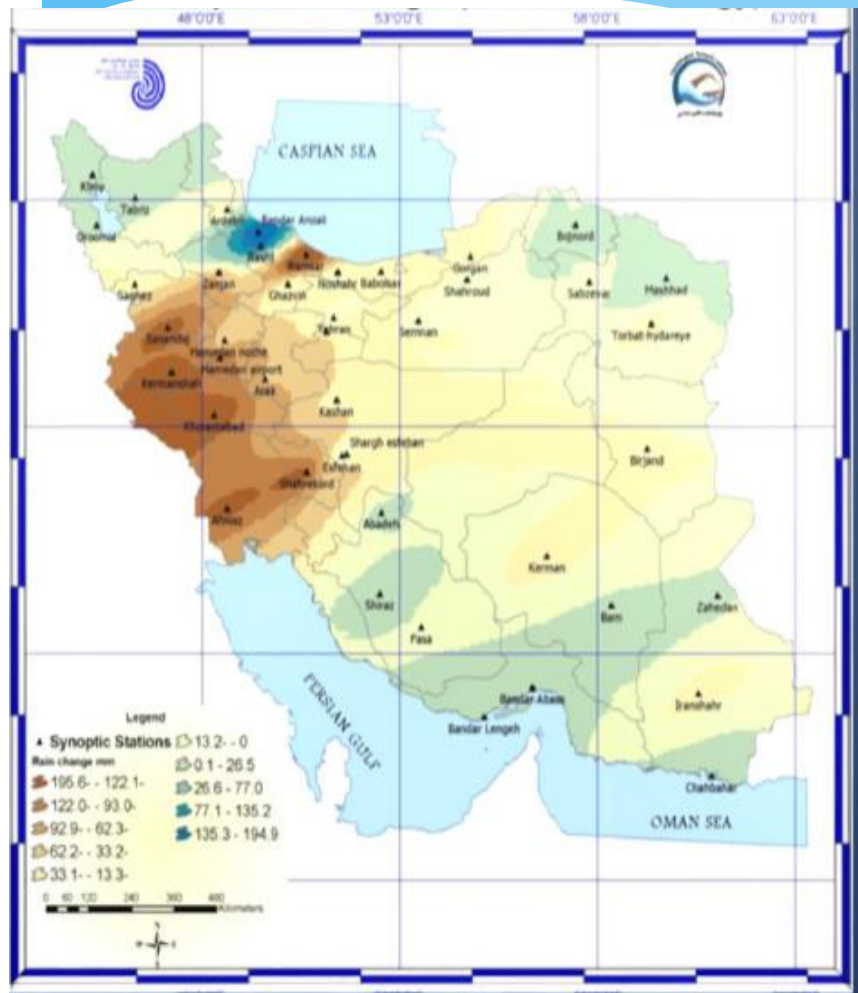 48°0'0"E 53°0'0"E 58°0'0"E 63°0'0"E
CASPIAN SEA
Khoy
Tabriz
Ardebil
Bandar Anzali
Oroomie
Rasht
Bojnord
Ramsar
Gorgan
Zanjan
Noshahr
Babolsar
Mashhad
Saghez
Ghazvin
Shahroud
Sabzevar
Tehran
Semnan
Torbat-hydareye
Sanandaj
Hamedan nozhe
Hamedan airport
Kermanshah
Arak
Kashan
Khoramabad
Shargh esfehan
Esfehan
Birjand
Shahrekord
Ahvaz
Abadeh
Kerman
Shiraz
Bam
Zahedan
Fasa
PERSIAN GULF
Bandar Abass
Iranshahr
Bandar Lengeh
Chahbahar
OMAN SEA
Legend
Synoptic Stations
Rain change mm
195.6- - 122.1-
122.0- - 93.0-
92.9- - 62.3-
62.2- - 33.2-
33.1- - 13.3-
13.2- - 0
0.1 - 26.5
26.6 - 77.0
77.1 - 135.2
135.3 - 194.9
0 60 120 240 360 480
Kilometers